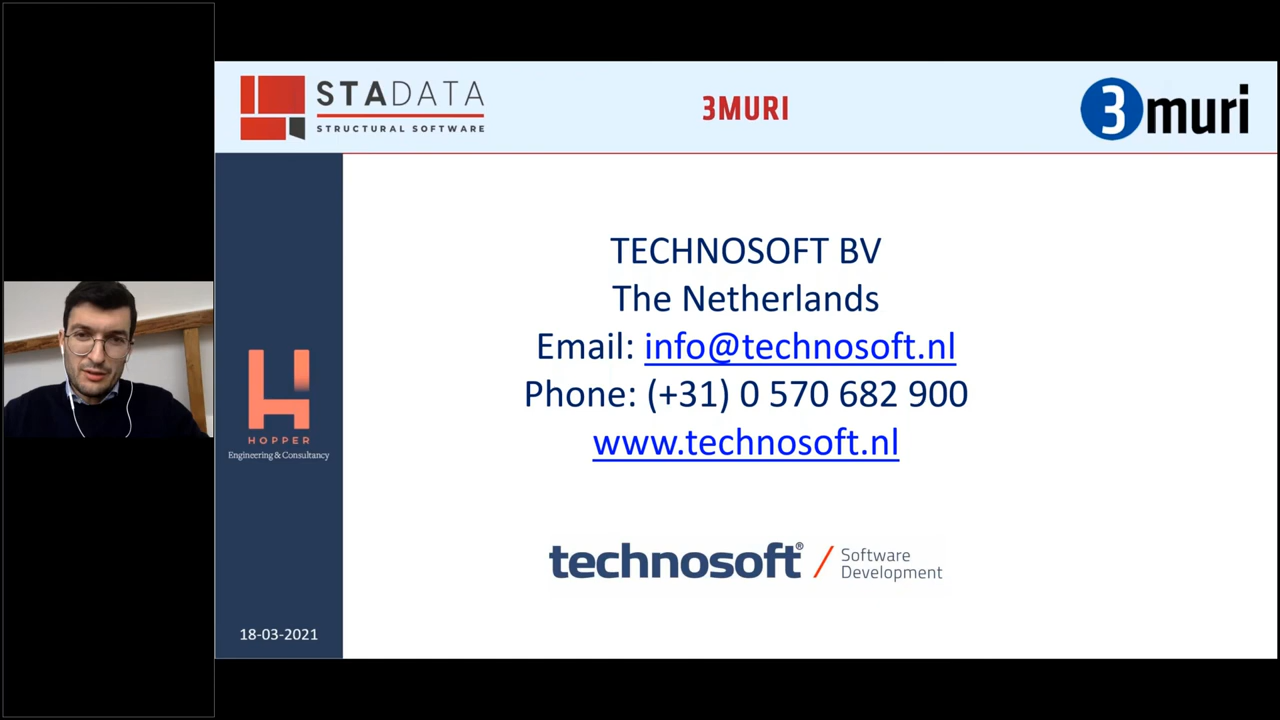 STADATA
STRUCTURAL SOFTWARE
3MURI
3muri
TECHNOSOFT BV
The Netherlands
Email: info@technosoft.nl
Phone: (+31) 0 570 682 900
www.technosoft.nl
HOPPER
Engineering & Consultancy
technosoft® / Software
Development
18-03-2021